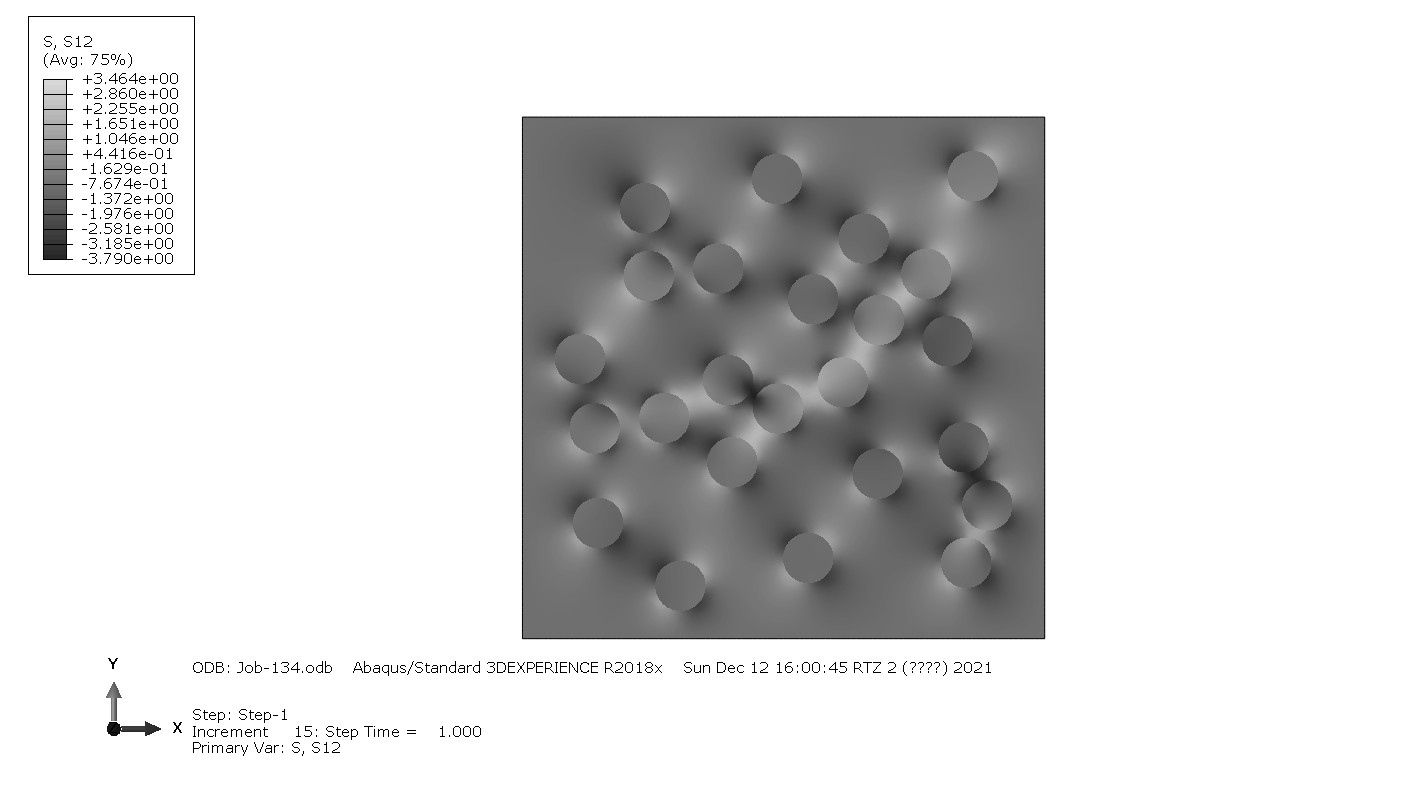 S, S12
(Avg: 75%)
+3.464e+00
+2.860e+00
+2.255e+00
+1.651e+00
+1.046e+00
+4.416e-01
-1.629e-01
-7.674e-01
-1.372e+00
-1.976e+00
-2.581e+00
-3.185e+00
-3.790e+00
Y
X
ODB: Job-134.odb Abaqus/Standard 3DEXPERIENCE R2018x Sun Dec 12 16:00:45 RTZ 2 (????) 2021
Step: Step-1
Increment 15: Step Time = 1.000
Primary Var: S, S12